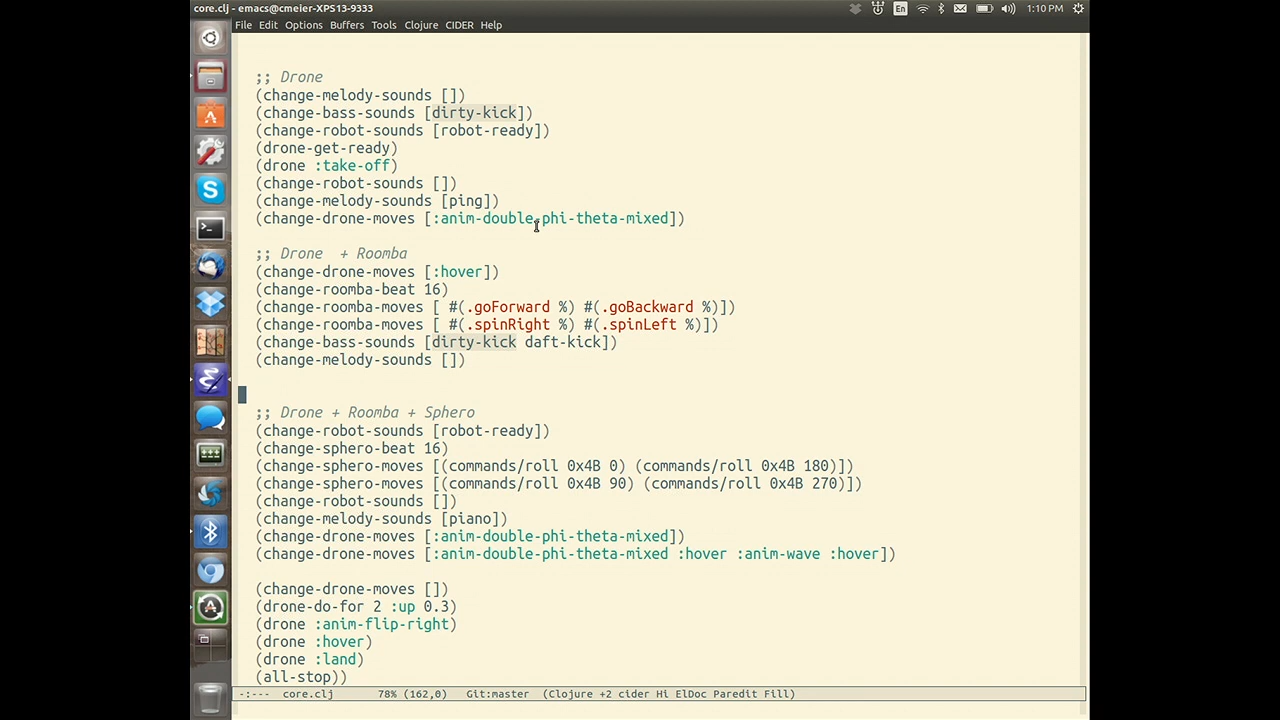 core.clj - emacs@cmeier-XPS13-9333
En
1:10 PM
File Edit Options Buffers Tools Clojure CIDER Help
;; Drone
(change-melody-sounds [])
(change-bass-sounds [dirty-kick])
(change-robot-sounds [robot-ready])
(drone-get-ready)
(drone :take-off)
(change-robot-sounds [])
(change-melody-sounds [ping])
(change-drone-moves [:anim-double-phi-theta-mixed])
;; Drone  + Roomba
(change-drone-moves [:hover])
(change-roomba-beat 16)
(change-roomba-moves [ #(.goForward %) #(.goBackward %)])
(change-roomba-moves [ #(.spinRight %) #(.spinLeft %)])
(change-bass-sounds [dirty-kick daft-kick])
(change-melody-sounds [])
;; Drone + Roomba + Sphero
(change-robot-sounds [robot-ready])
(change-sphero-beat 16)
(change-sphero-moves [(commands/roll 0x4B 0) (commands/roll 0x4B 180)])
(change-sphero-moves [(commands/roll 0x4B 90) (commands/roll 0x4B 270)])
(change-robot-sounds [])
(change-melody-sounds [piano])
(change-drone-moves [:anim-double-phi-theta-mixed])
(change-drone-moves [:anim-double-phi-theta-mixed :hover :anim-wave :hover])
(change-drone-moves [])
(drone-do-for 2 :up 0.3)
(drone :anim-flip-right)
(drone :hover)
(drone :land)
(all-stop))
-:--- core.clj 78% (162,0) Git:master (Clojure +2 cider Hi ElDoc Paredit Fill)